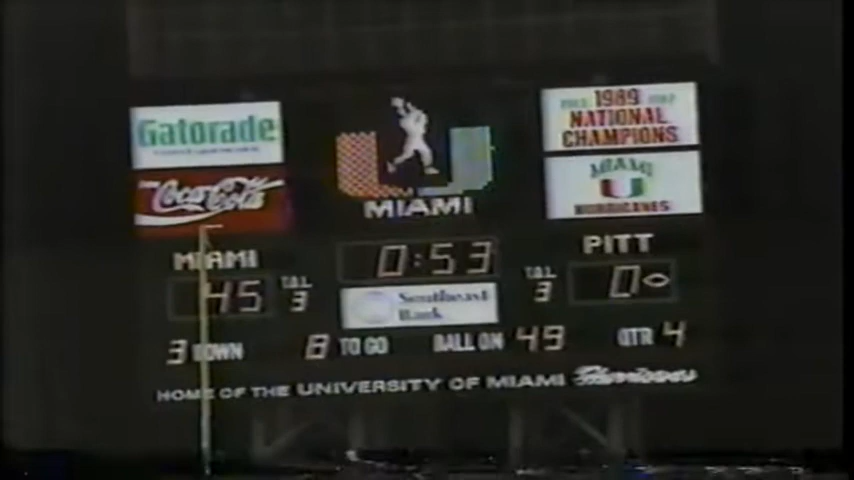 Gatorade
1989
NATIONAL
CHAMPIONS
MIAMI
HURRICANES
Coca-Cola
MIAMI
MIAMI
0:53
PITT
45
T.O.L
3
T.O.L
3
0
Southeast
Bank
3 DOWN
8 TO GO
BALL ON 49
QTR 4
HOME OF THE UNIVERSITY OF MIAMI Hurricanes